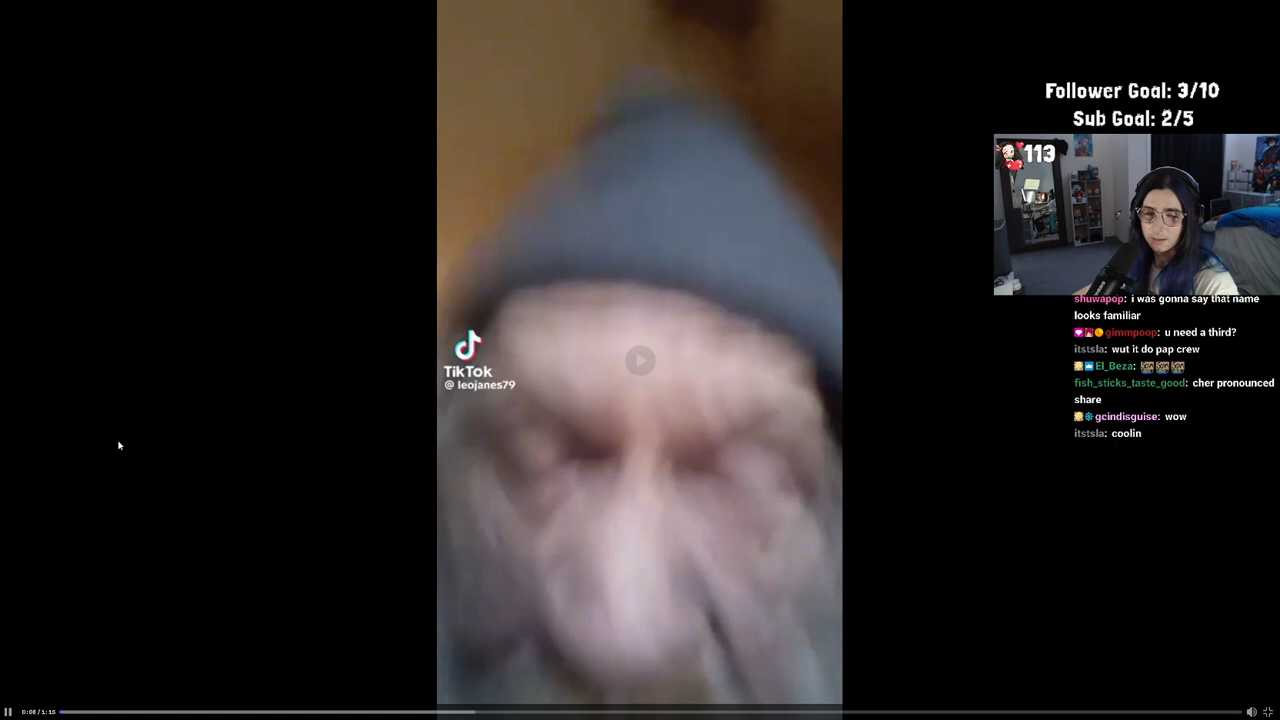 Follower Goal: 3/10
Sub Goal: 2/5
113
TikTok
@ leojanes79
shuwapop: i was gonna say that name
looks familiar
gimmpoop: u need a third?
itstsla: wut it do pap crew
El_Beza:
fish_sticks_taste_good: cher pronounced
share
gcindisguise: wow
itstsla: coolin
0:08 / 1:15